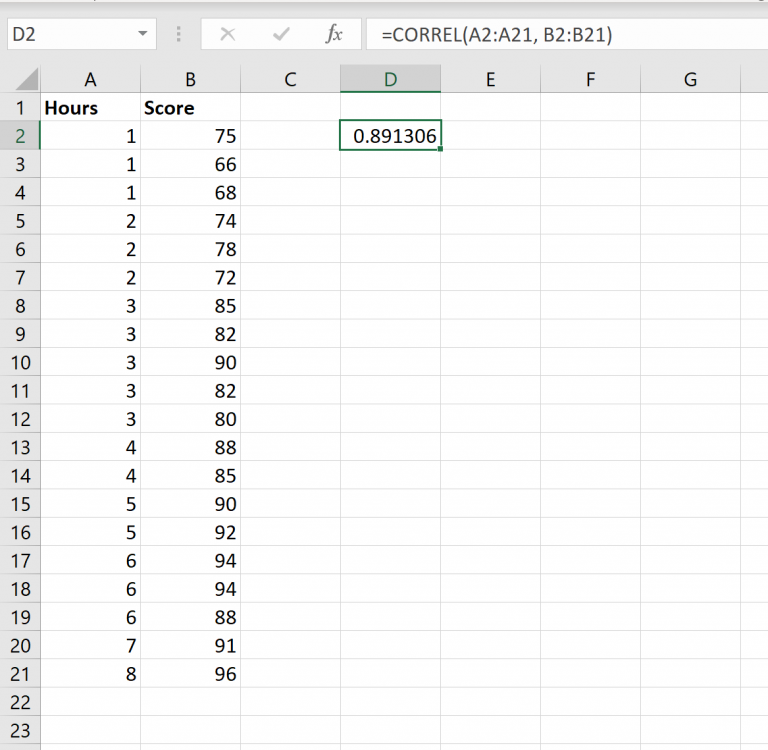 D2 fx =CORREL(A2:A21, B2:B21)
A B C D E F G
1 Hours Score
2 1 75 0.891306
3 1 66
4 1 68
5 2 74
6 2 78
7 2 72
8 3 85
9 3 82
10 3 90
11 3 82
12 3 80
13 4 88
14 4 85
15 5 90
16 5 92
17 6 94
18 6 94
19 6 88
20 7 91
21 8 96
22
23